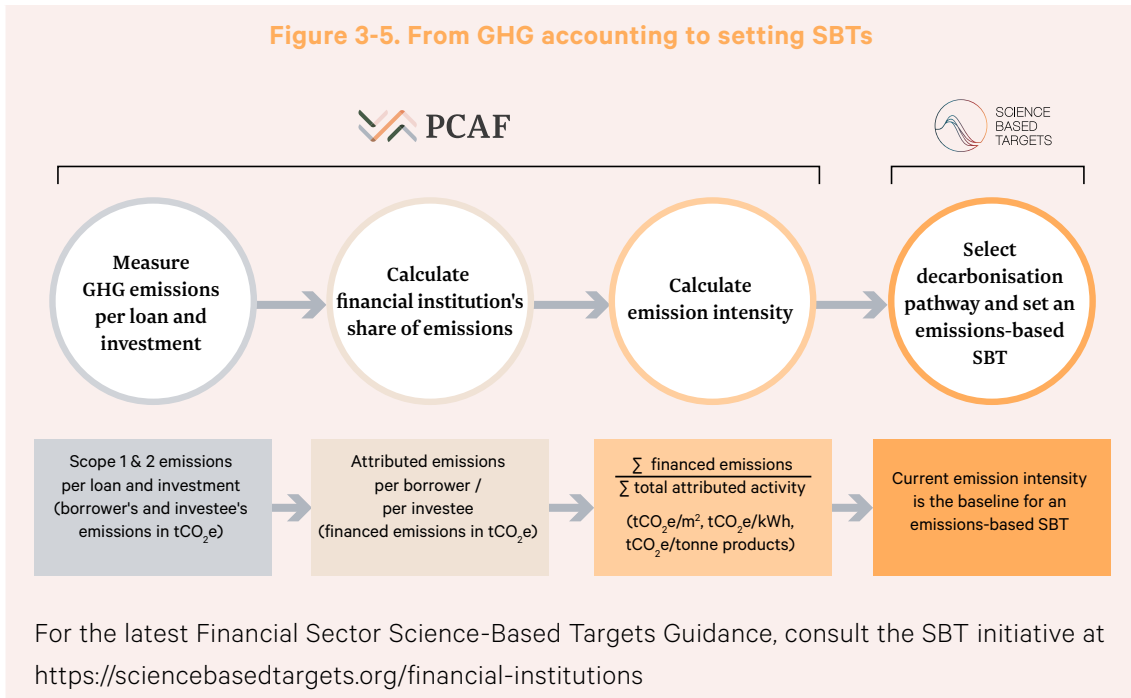 Figure 3-5. From GHG accounting to setting SBTs
PCAF
SCIENCE
BASED
TARGETS
Measure
GHG emissions
per loan and
investment
Calculate
financial institution's
share of emissions
Calculate
emission intensity
Select
decarbonisation
pathway and set an
emissions-based
SBT
Scope 1 & 2 emissions
per loan and investment
(borrower's and investee's
emissions in tCO₂e)
Attributed emissions
per borrower /
per investee
(financed emissions in tCO₂e)
∑ financed emissions
∑ total attributed activity
(tCO₂e/m², tCO₂e/kWh,
tCO₂e/tonne products)
Current emission intensity
is the baseline for an
emissions-based SBT
For the latest Financial Sector Science-Based Targets Guidance, consult the SBT initiative at
https://sciencebasedtargets.org/financial-institutions